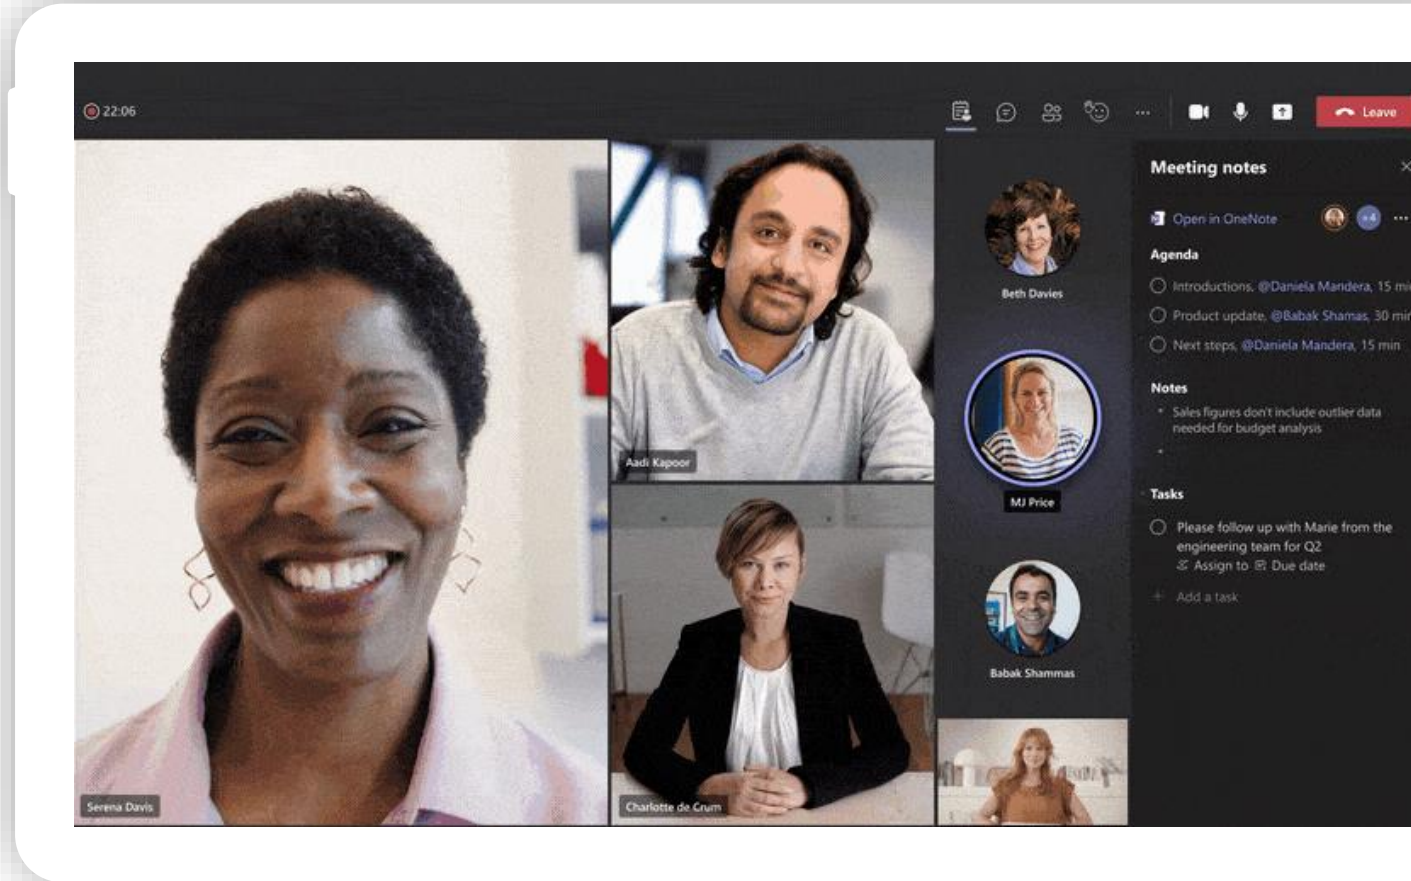 22:06
Leave
Serena Davis
Aadi Kapoor
Charlotte de Crum
Beth Davies
MJ Price
Babak Shammas
Meeting notes
Open in OneNote
+4
Agenda
Introductions, @Daniela Mandera, 15 min
Product update, @Babak Shamas, 30 min
Next steps, @Daniela Mandera, 15 min
Notes
Sales figures don't include outlier data
needed for budget analysis
Tasks
Please follow up with Marie from the
engineering team for Q2
Assign to Due date
Add a task